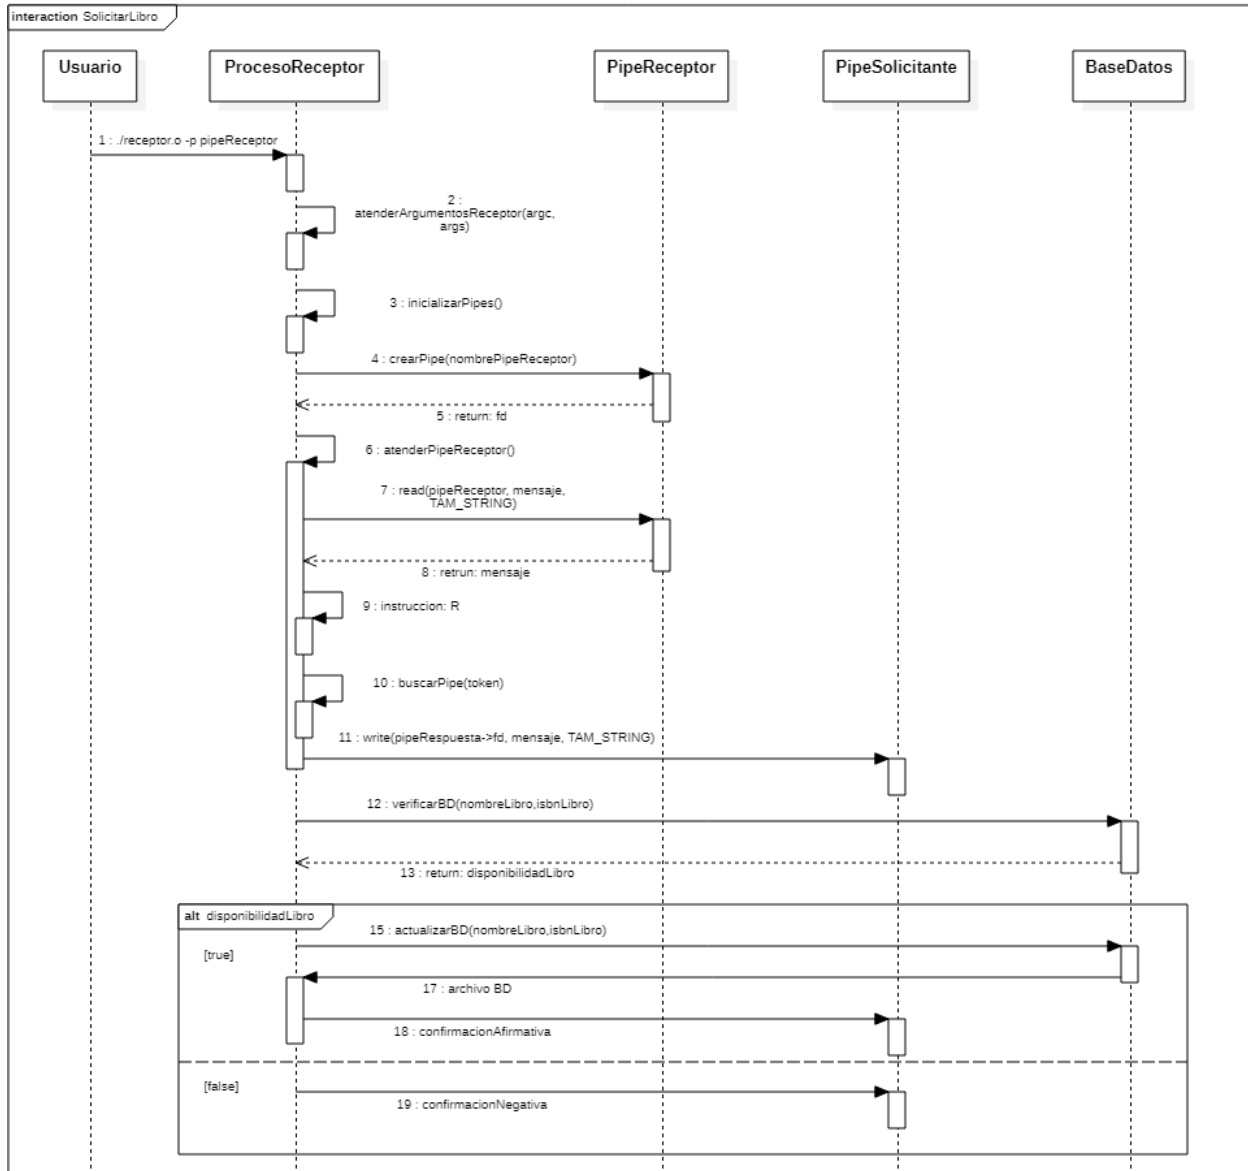 interaction SolicitarLibro
Usuario
ProcesoReceptor
PipeReceptor
PipeSolicitante
BaseDatos
1 : ./receptor.o -p pipeReceptor
2 :
atenderArgumentosReceptor(argc,
args)
3 : inicializarPipes()
4 : crearPipe(nombrePipeReceptor)
5 : return: fd
6 : atenderPipeReceptor()
7 : read(pipeReceptor, mensaje,
TAM_STRING)
8 : retrun: mensaje
9 : instruccion: R
10 : buscarPipe(token)
11 : write(pipeRespuesta->fd, mensaje, TAM_STRING)
12 : verificarBD(nombreLibro,isbnLibro)
13 : return: disponibilidadLibro
alt disponibilidadLibro
15 : actualizarBD(nombreLibro,isbnLibro)
[true]
17 : archivo BD
18 : confirmacionAfirmativa
[false]
19 : confirmacionNegativa